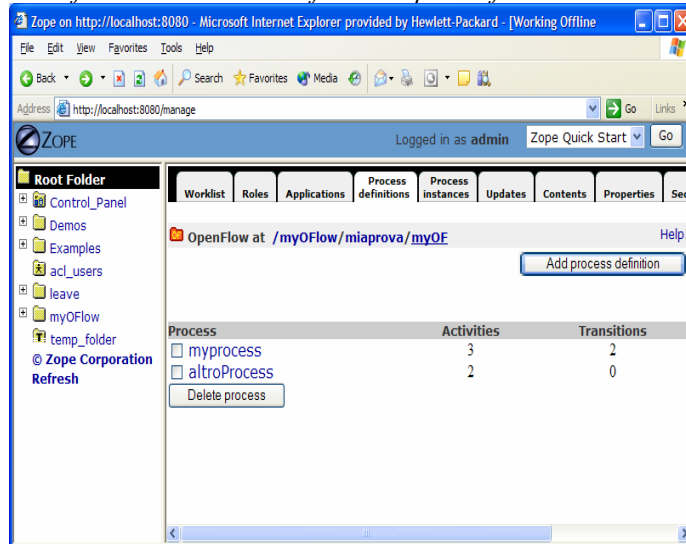 Zope on http://localhost:8080 - Microsoft Internet Explorer provided by Hewlett-Packard - [Working Offline
File Edit View Favorites Tools Help
Back Search Favorites Media
Address http://localhost:8080/manage Go Links
ZOPE Logged in as admin Zope Quick Start Go
Root Folder
Control_Panel
Demos
Examples
acl_users
leave
myOFlow
temp_folder
© Zope Corporation
Refresh
Worklist Roles Applications Process definitions Process instances Updates Contents Properties Sec
OpenFlow at /myOFlow/miaprova/myOF Help
Add process definition
Process Activities Transitions
myprocess 3 2
altroProcess 2 0
Delete process